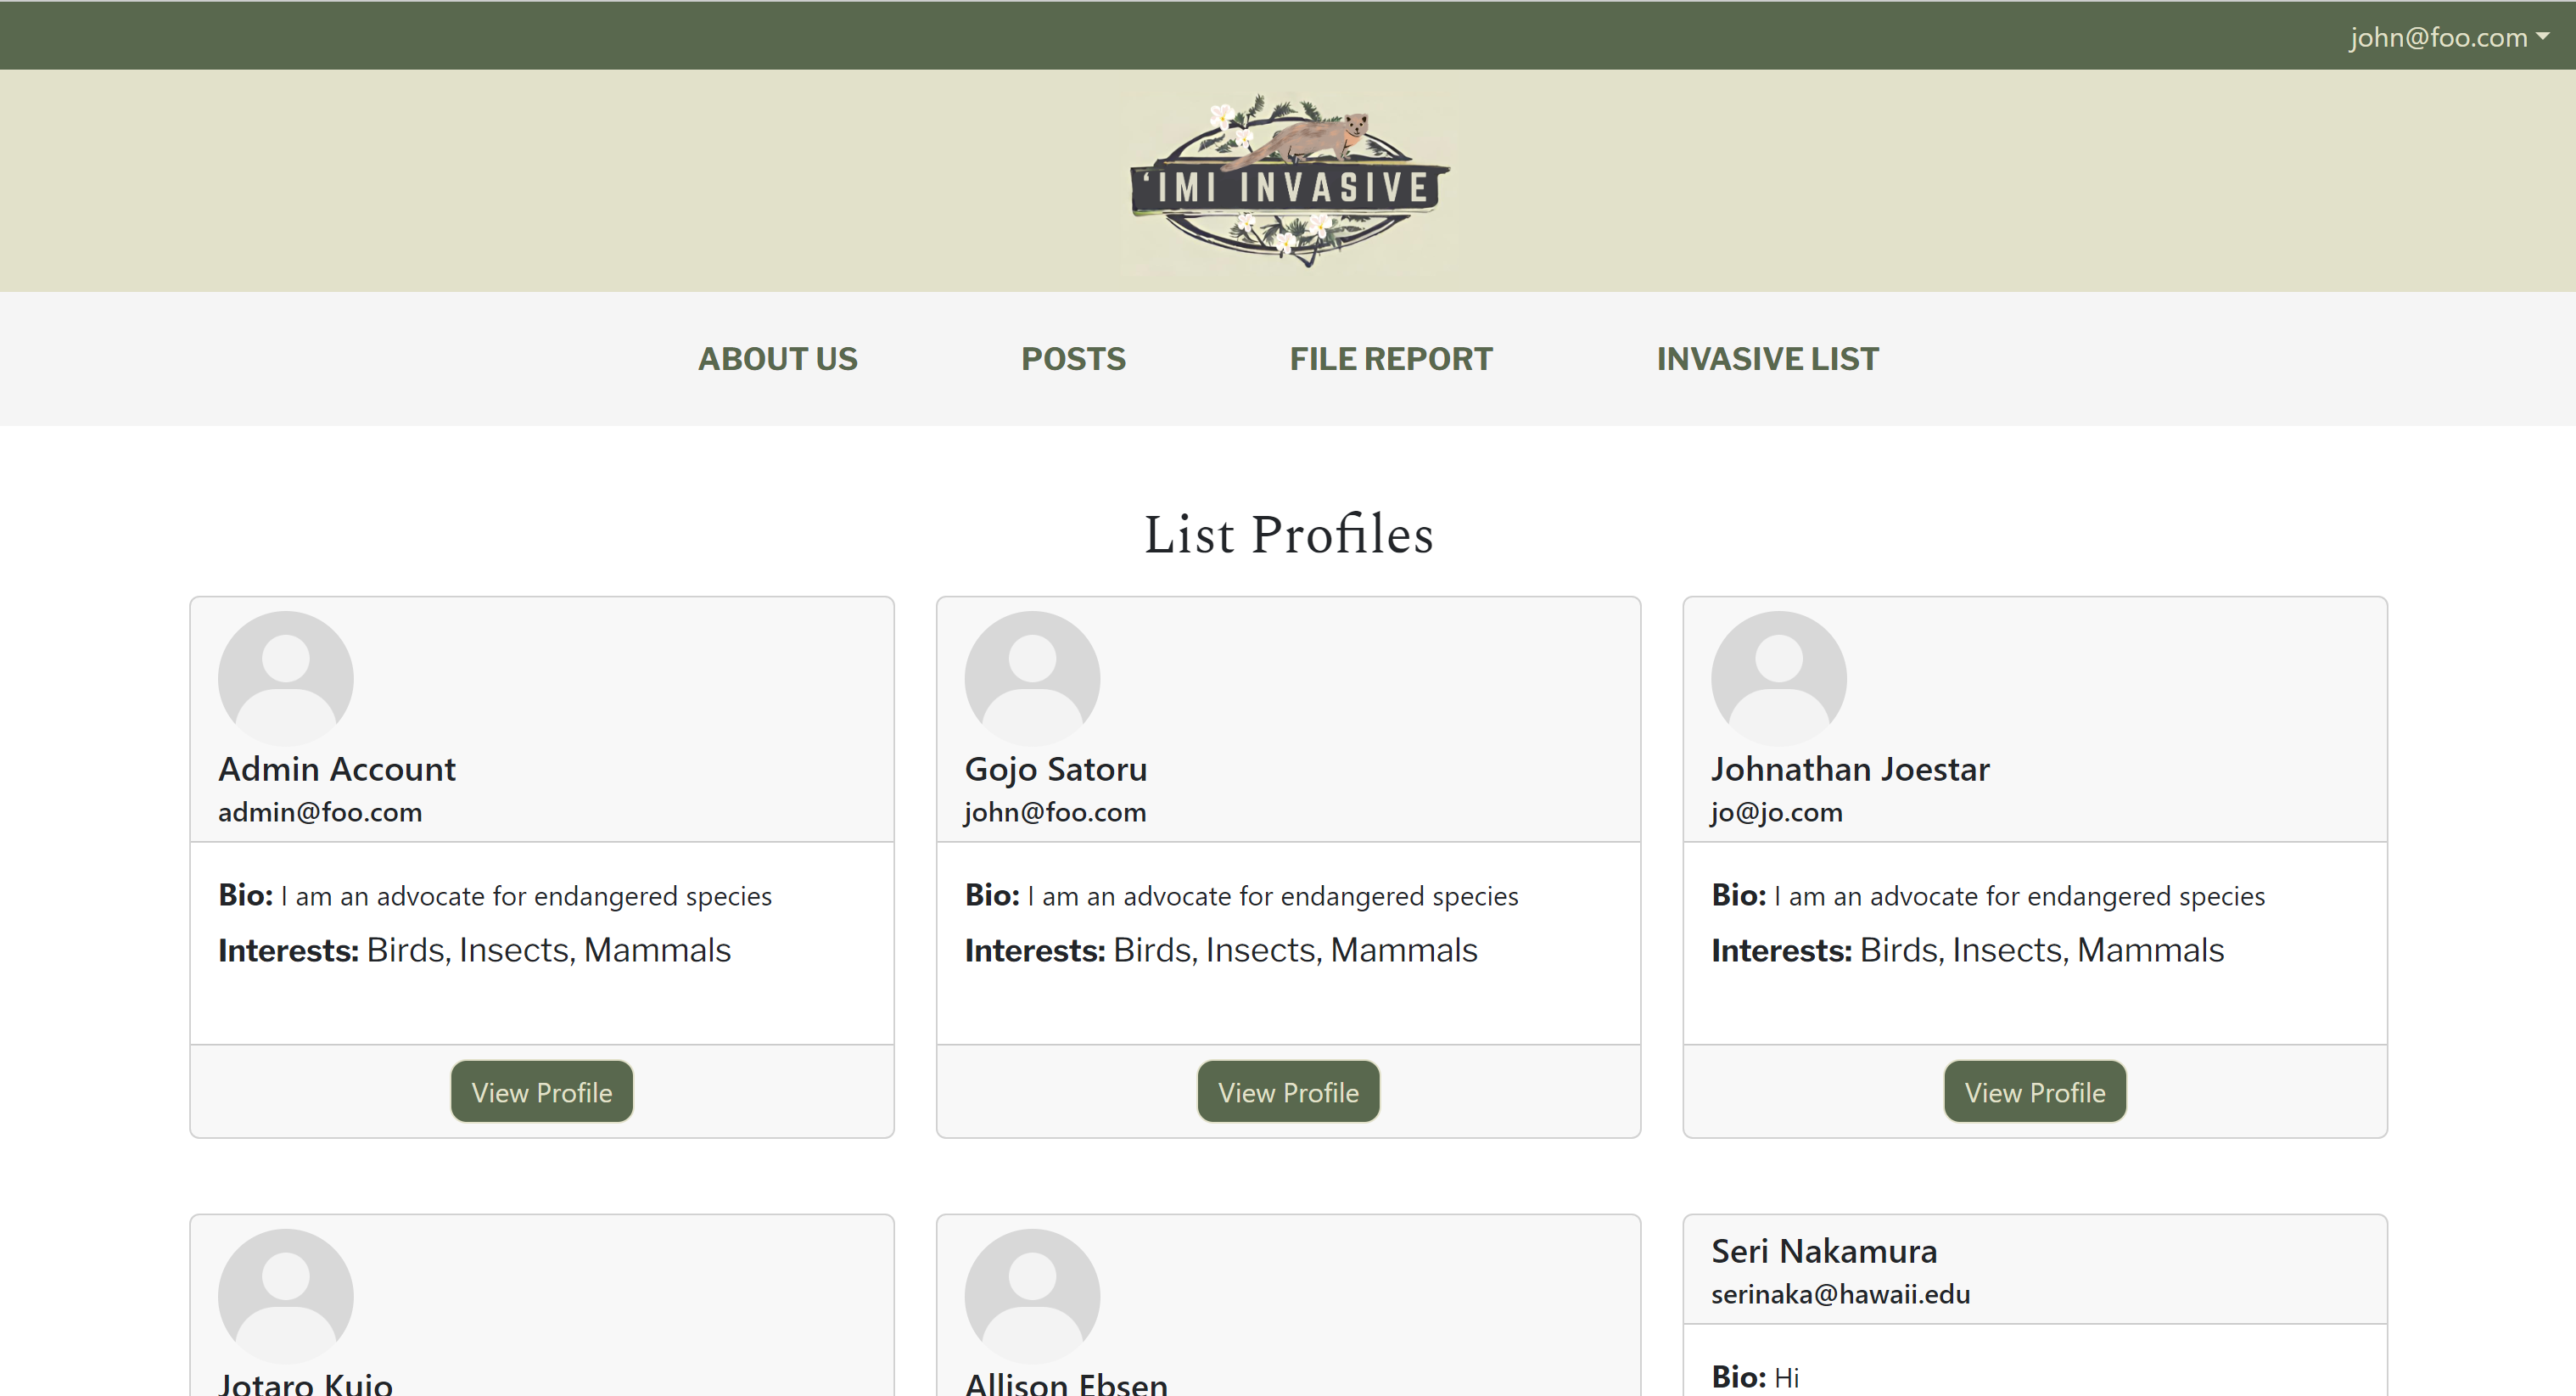 john@foo.com
ʻIMI INVASIVE
ABOUT US POSTS FILE REPORT INVASIVE LIST
List Profiles
Admin Account
admin@foo.com
Bio: I am an advocate for endangered species
Interests: Birds, Insects, Mammals
View Profile
Gojo Satoru
john@foo.com
Bio: I am an advocate for endangered species
Interests: Birds, Insects, Mammals
View Profile
Johnathan Joestar
jo@jo.com
Bio: I am an advocate for endangered species
Interests: Birds, Insects, Mammals
View Profile
Jotaro Kujo
Allison Ebsen
Seri Nakamura
serinaka@hawaii.edu
Bio: Hi